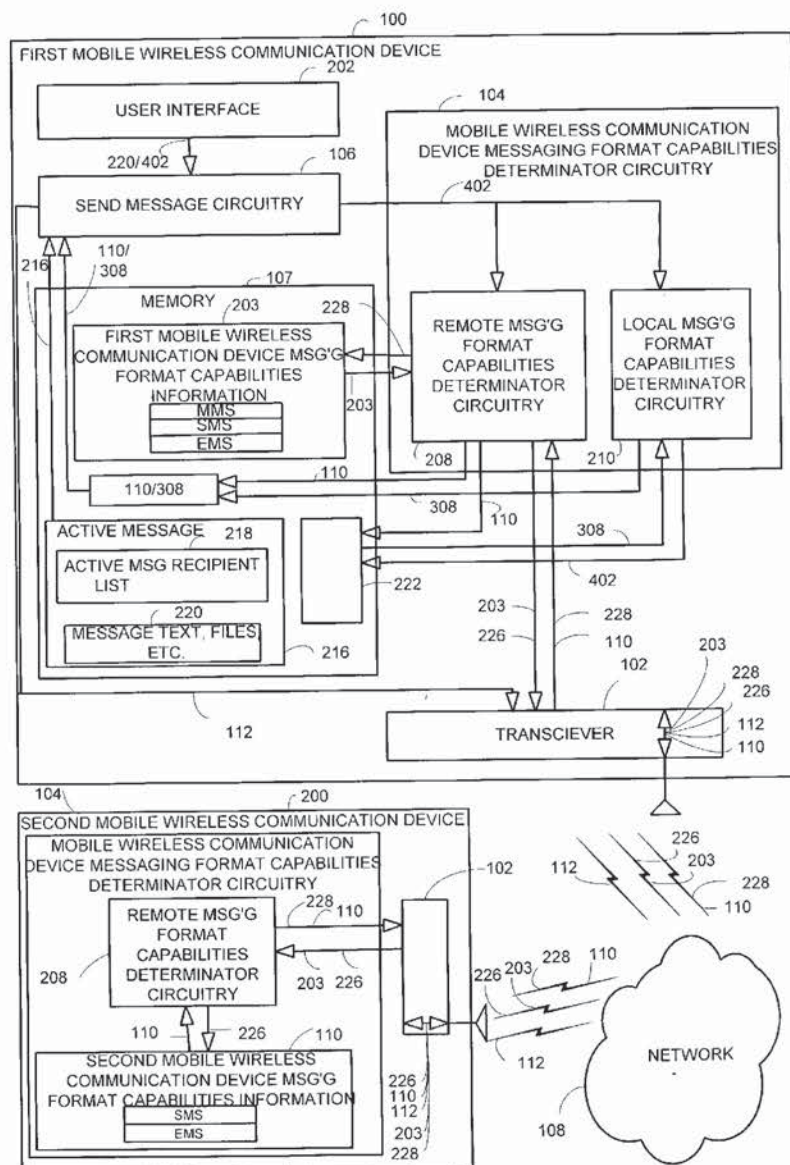 100
FIRST MOBILE WIRELESS COMMUNICATION DEVICE
202
USER INTERFACE
220/402
106
SEND MESSAGE CIRCUITRY
402
104
MOBILE WIRELESS COMMUNICATION
DEVICE MESSAGING FORMAT CAPABILITIES
DETERMINATOR CIRCUITRY
216
110/
308
107
MEMORY
203
FIRST MOBILE WIRELESS
COMMUNICATION DEVICE MSG'G
FORMAT CAPABILITIES
INFORMATION
MMS
SMS
EMS
228
203
REMOTE MSG'G
FORMAT
CAPABILITIES
DETERMINATOR
CIRCUITRY
208
LOCAL MSG'G
FORMAT
CAPABILITIES
DETERMINATOR
CIRCUITRY
210
110/308
110
308
110
ACTIVE MESSAGE
218
ACTIVE MSG RECIPIENT
LIST
220
MESSAGE TEXT, FILES,
ETC.
216
222
308
402
203
226
228
110
112
102
TRANSCIEVER
203
228
226
112
110
104
200
SECOND MOBILE WIRELESS COMMUNICATION DEVICE
MOBILE WIRELESS COMMUNICATION
DEVICE MESSAGING FORMAT CAPABILITIES
DETERMINATOR CIRCUITRY
REMOTE MSG'G
FORMAT
CAPABILITIES
DETERMINATOR
CIRCUITRY
208
228
110
203
226
102
110
226
110
SECOND MOBILE WIRELESS
COMMUNICATION DEVICE MSG'G
FORMAT CAPABILITIES INFORMATION
SMS
EMS
226
110
112
203
228
112
226
203
228
110
226
203
228
110
112
NETWORK
108